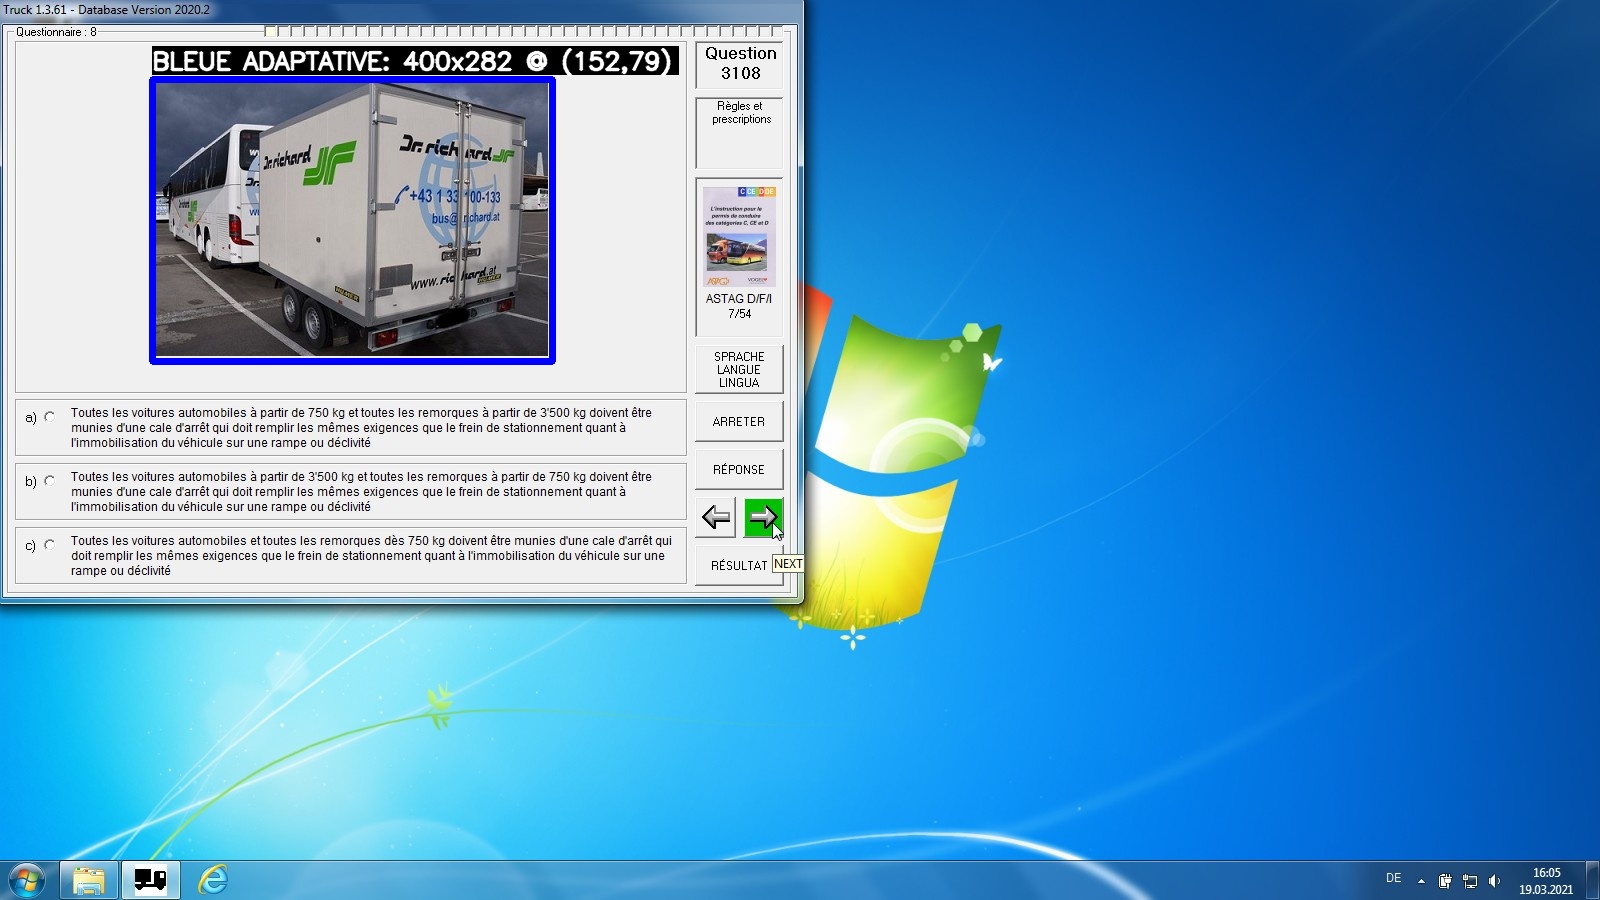 Truck 1.3.61 - Database Version 2020.2
Questionnaire : 8
BLEUE ADAPTATIVE: 400x282 @ (152,79)
Dr. richard
Dr. richard
+43 1 33 00-133
www.richard.at
Question
3108
Règles et
prescriptions
C CE D DE
L'instruction pour le
permis de conduire
des catégories C, CE et D
ASTAG D/F/I
7/54
SPRACHE
LANGUE
LINGUA
ARRETER
RÉPONSE
NEXT
RÉSULTAT
a) Toutes les voitures automobiles à partir de 750 kg et toutes les remorques à partir de 3'500 kg doivent être
munies d'une cale d'arrêt qui doit remplir les mêmes exigences que le frein de stationnement quant à
l'immobilisation du véhicule sur une rampe ou déclivité
b) Toutes les voitures automobiles à partir de 3'500 kg et toutes les remorques à partir de 750 kg doivent être
munies d'une cale d'arrêt qui doit remplir les mêmes exigences que le frein de stationnement quant à
l'immobilisation du véhicule sur une rampe ou déclivité
c) Toutes les voitures automobiles et toutes les remorques dès 750 kg doivent être munies d'une cale d'arrêt qui
doit remplir les mêmes exigences que le frein de stationnement quant à l'immobilisation du véhicule sur une
rampe ou déclivité
DE
16:05
19.03.2021